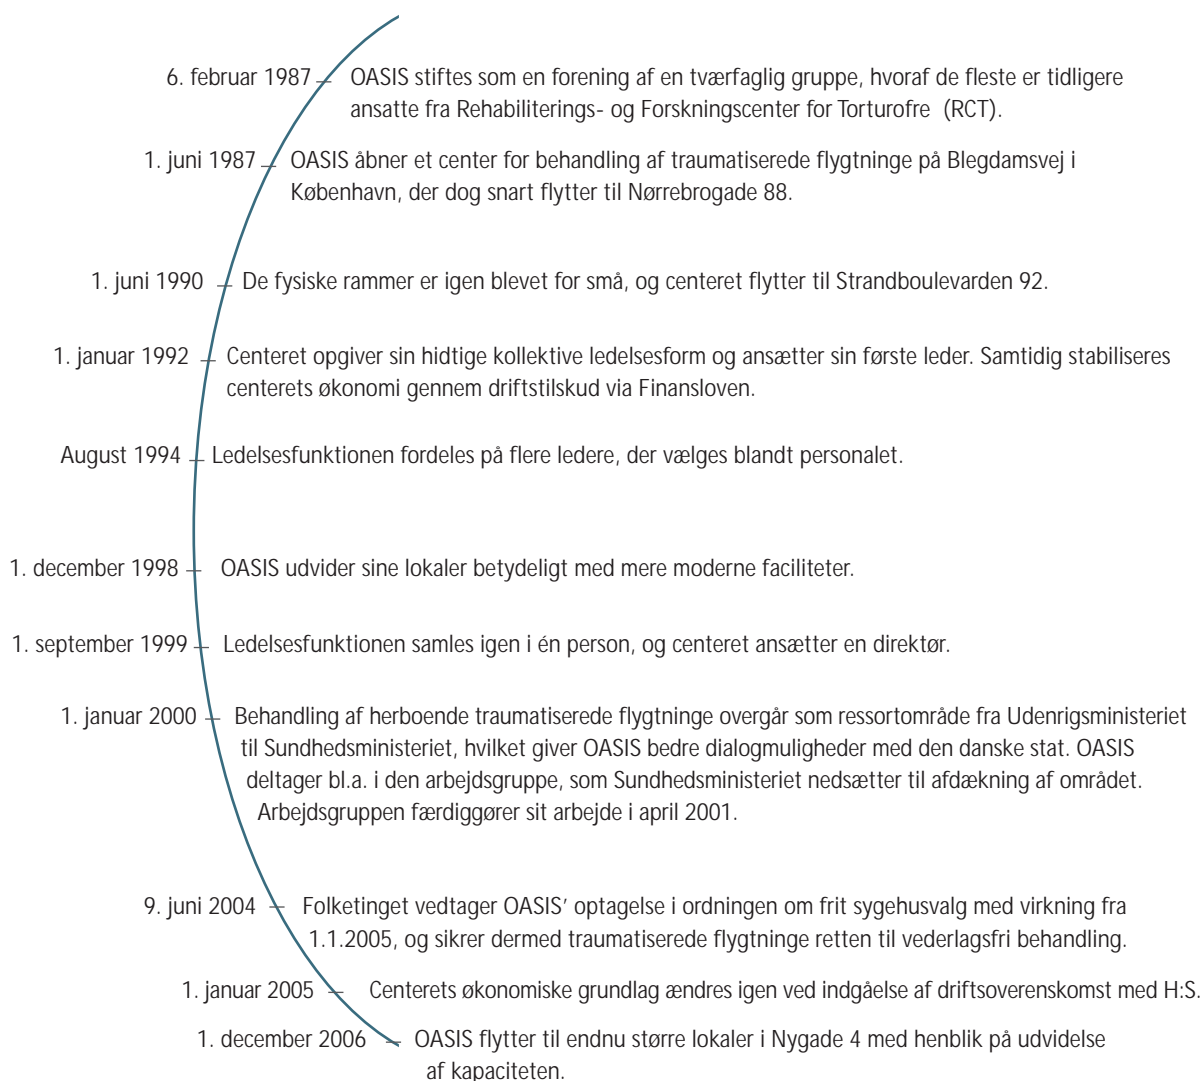 6. februar 1987 OASIS stiftes som en forening af en tværfaglig gruppe, hvoraf de fleste er tidligere
ansatte fra Rehabiliterings- og Forskningscenter for Torturofre (RCT).
1. juni 1987 OASIS åbner et center for behandling af traumatiserede flygtninge på Blegdamsvej i
København, der dog snart flytter til Nørrebrogade 88.
1. juni 1990 De fysiske rammer er igen blevet for små, og centeret flytter til Strandboulevarden 92.
1. januar 1992 Centeret opgiver sin hidtige kollektive ledelsesform og ansætter sin første leder. Samtidig stabiliseres
centerets økonomi gennem driftstilskud via Finansloven.
August 1994 Ledelsesfunktionen fordeles på flere ledere, der vælges blandt personalet.
1. december 1998 OASIS udvider sine lokaler betydeligt med mere moderne faciliteter.
1. september 1999 Ledelsesfunktionen samles igen i én person, og centeret ansætter en direktør.
1. januar 2000 Behandling af herboende traumatiserede flygtninge overgår som ressortområde fra Udenrigsministeriet
til Sundhedsministeriet, hvilket giver OASIS bedre dialogmuligheder med den danske stat. OASIS
deltager bl.a. i den arbejdsgruppe, som Sundhedsministeriet nedsætter til afdækning af området.
Arbejdsgruppen færdiggører sit arbejde i april 2001.
9. juni 2004 Folketinget vedtager OASIS' optagelse i ordningen om frit sygehusvalg med virkning fra
1.1.2005, og sikrer dermed traumatiserede flygtninge retten til vederlagsfri behandling.
1. januar 2005 Centerets økonomiske grundlag ændres igen ved indgåelse af driftsoverenskomst med H:S.
1. december 2006 OASIS flytter til endnu større lokaler i Nygade 4 med henblik på udvidelse
af kapaciteten.